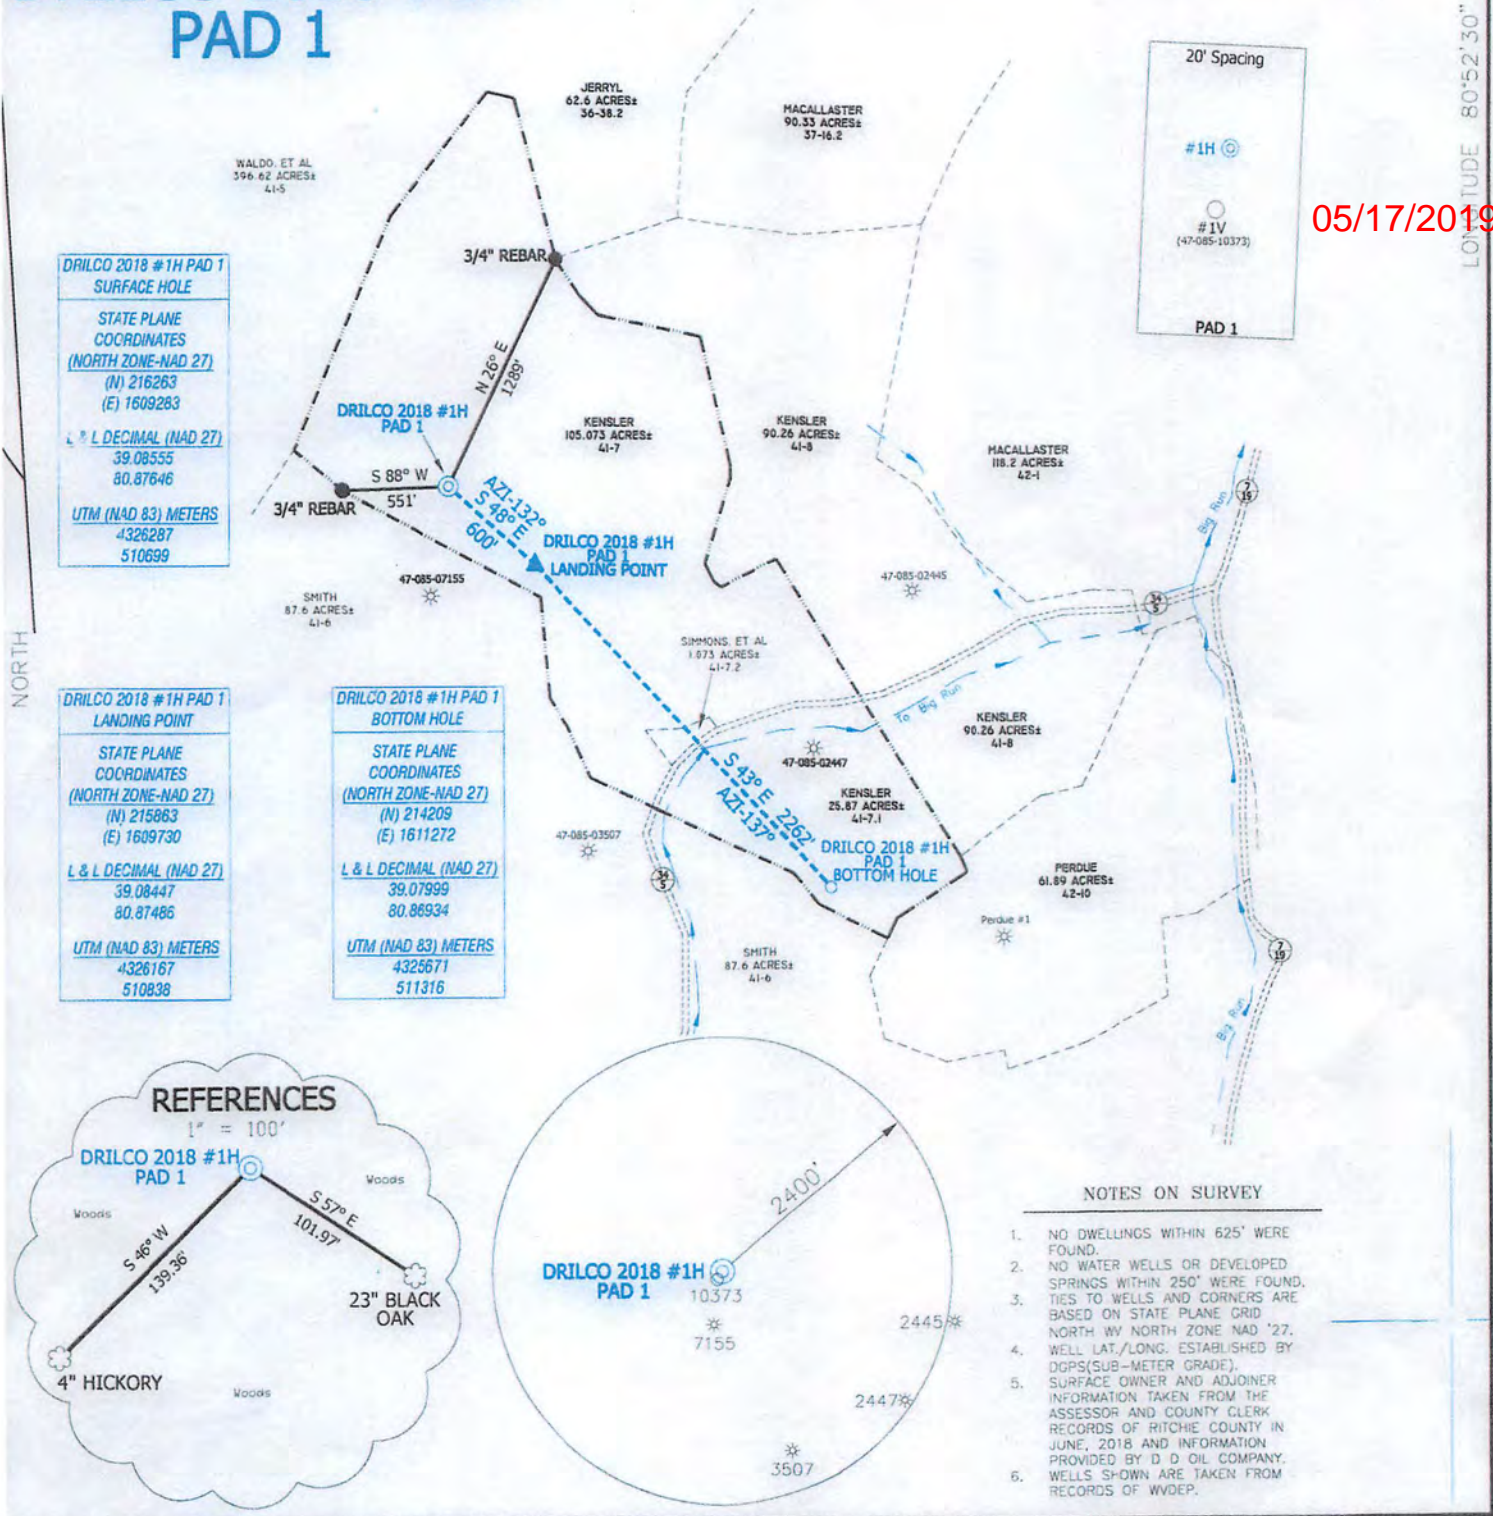 PAD 1
20' Spacing
#1H
#1V
(47-085-10373)
PAD 1
LONGITUDE 80°52'30"
05/17/2019
JERRYL
62.6 ACRES±
36-38.2
MACALLASTER
90.33 ACRES±
37-16.2
WALDO, ET AL
396.62 ACRES±
41-5
3/4" REBAR
N 26° E
1289'
DRILCO 2018 #1H PAD 1
SURFACE HOLE
STATE PLANE
COORDINATES
(NORTH ZONE-NAD 27)
(N) 216263
(E) 1609283
L & L DECIMAL (NAD 27)
39.08555
80.87646
UTM (NAD 83) METERS
4326287
510699
DRILCO 2018 #1H
PAD 1
KENSLER
105.073 ACRES±
41-7
KENSLER
90.26 ACRES±
41-8
MACALLASTER
118.2 ACRES±
42-1
S 88° W
551'
3/4" REBAR
AZI-132°
S 48° E
600'
DRILCO 2018 #1H
PAD 1
LANDING POINT
7
19
Big Run
47-085-07155
47-085-02445
34
5
SMITH
87.6 ACRES±
41-6
NORTH
SIMMONS, ET AL
1.073 ACRES±
41-7.2
To Big Run
KENSLER
90.26 ACRES±
41-8
47-085-02447
S 43° E 2262'
AZI-137°
KENSLER
25.87 ACRES±
41-7.1
DRILCO 2018 #1H
PAD 1
BOTTOM HOLE
DRILCO 2018 #1H PAD 1
LANDING POINT
STATE PLANE
COORDINATES
(NORTH ZONE-NAD 27)
(N) 215863
(E) 1609730
L & L DECIMAL (NAD 27)
39.08447
80.87486
UTM (NAD 83) METERS
4326167
510838
DRILCO 2018 #1H PAD 1
BOTTOM HOLE
STATE PLANE
COORDINATES
(NORTH ZONE-NAD 27)
(N) 214209
(E) 1611272
L & L DECIMAL (NAD 27)
39.07999
80.86934
UTM (NAD 83) METERS
4325671
511316
47-085-03507
34
5
PERDUE
61.89 ACRES±
42-10
Perdue #1
7
19
SMITH
87.6 ACRES±
41-6
Big Run
REFERENCES
1" = 100'
DRILCO 2018 #1H
PAD 1
Woods
Woods
S 57° E
101.97'
S 46° W
139.36'
23" BLACK
OAK
4" HICKORY
Woods
2400'
DRILCO 2018 #1H
PAD 1
10373
7155
2445
2447
3507
NOTES ON SURVEY
1. NO DWELLINGS WITHIN 625' WERE
FOUND.
2. NO WATER WELLS OR DEVELOPED
SPRINGS WITHIN 250' WERE FOUND.
3. TIES TO WELLS AND CORNERS ARE
BASED ON STATE PLANE GRID
NORTH WV NORTH ZONE NAD '27.
4. WELL LAT./LONG. ESTABLISHED BY
DGPS(SUB-METER GRADE).
5. SURFACE OWNER AND ADJOINER
INFORMATION TAKEN FROM THE
ASSESSOR AND COUNTY CLERK
RECORDS OF RITCHIE COUNTY IN
JUNE, 2018 AND INFORMATION
PROVIDED BY D D OIL COMPANY.
6. WELLS SHOWN ARE TAKEN FROM
RECORDS OF WVDEP.